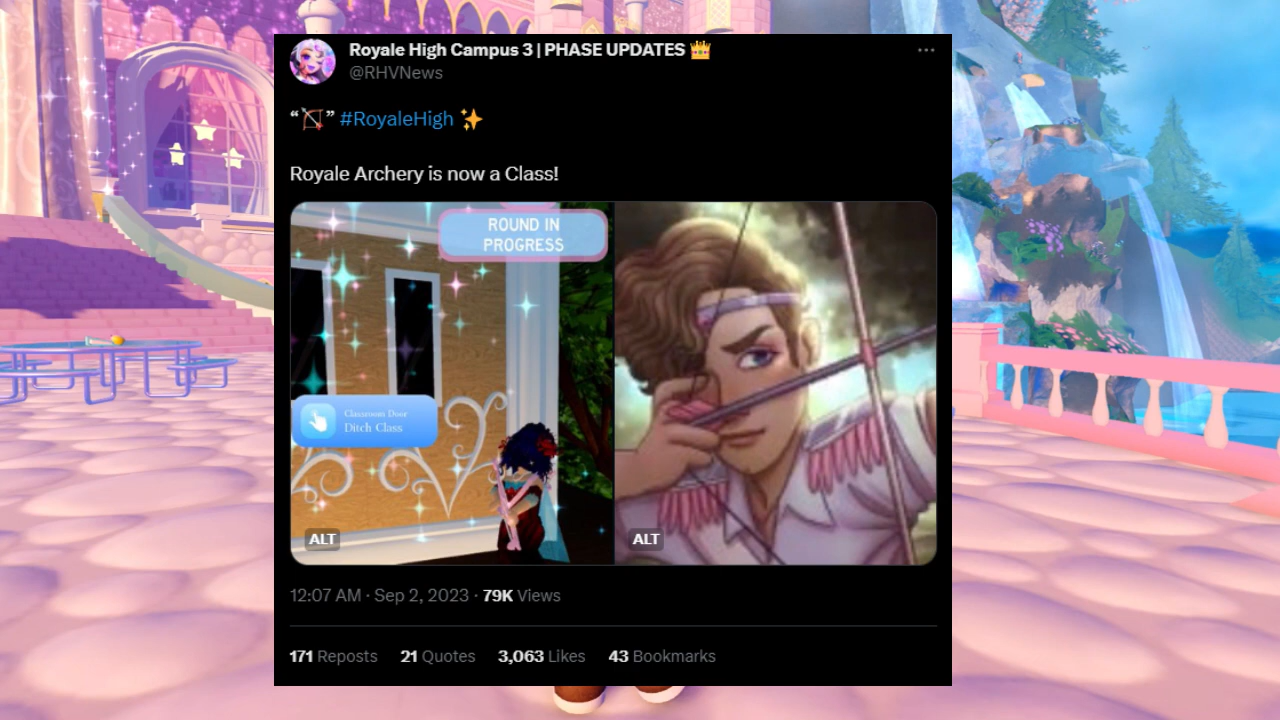 Royale High Campus 3 | PHASE UPDATES 👑
@RHVNews
“🏹” #RoyaleHigh ✨
Royale Archery is now a Class!
ROUND IN
PROGRESS
Classroom Door
Ditch Class
ALT
ALT
12:07 AM · Sep 2, 2023 · 79K Views
171 Reposts 21 Quotes 3,063 Likes 43 Bookmarks